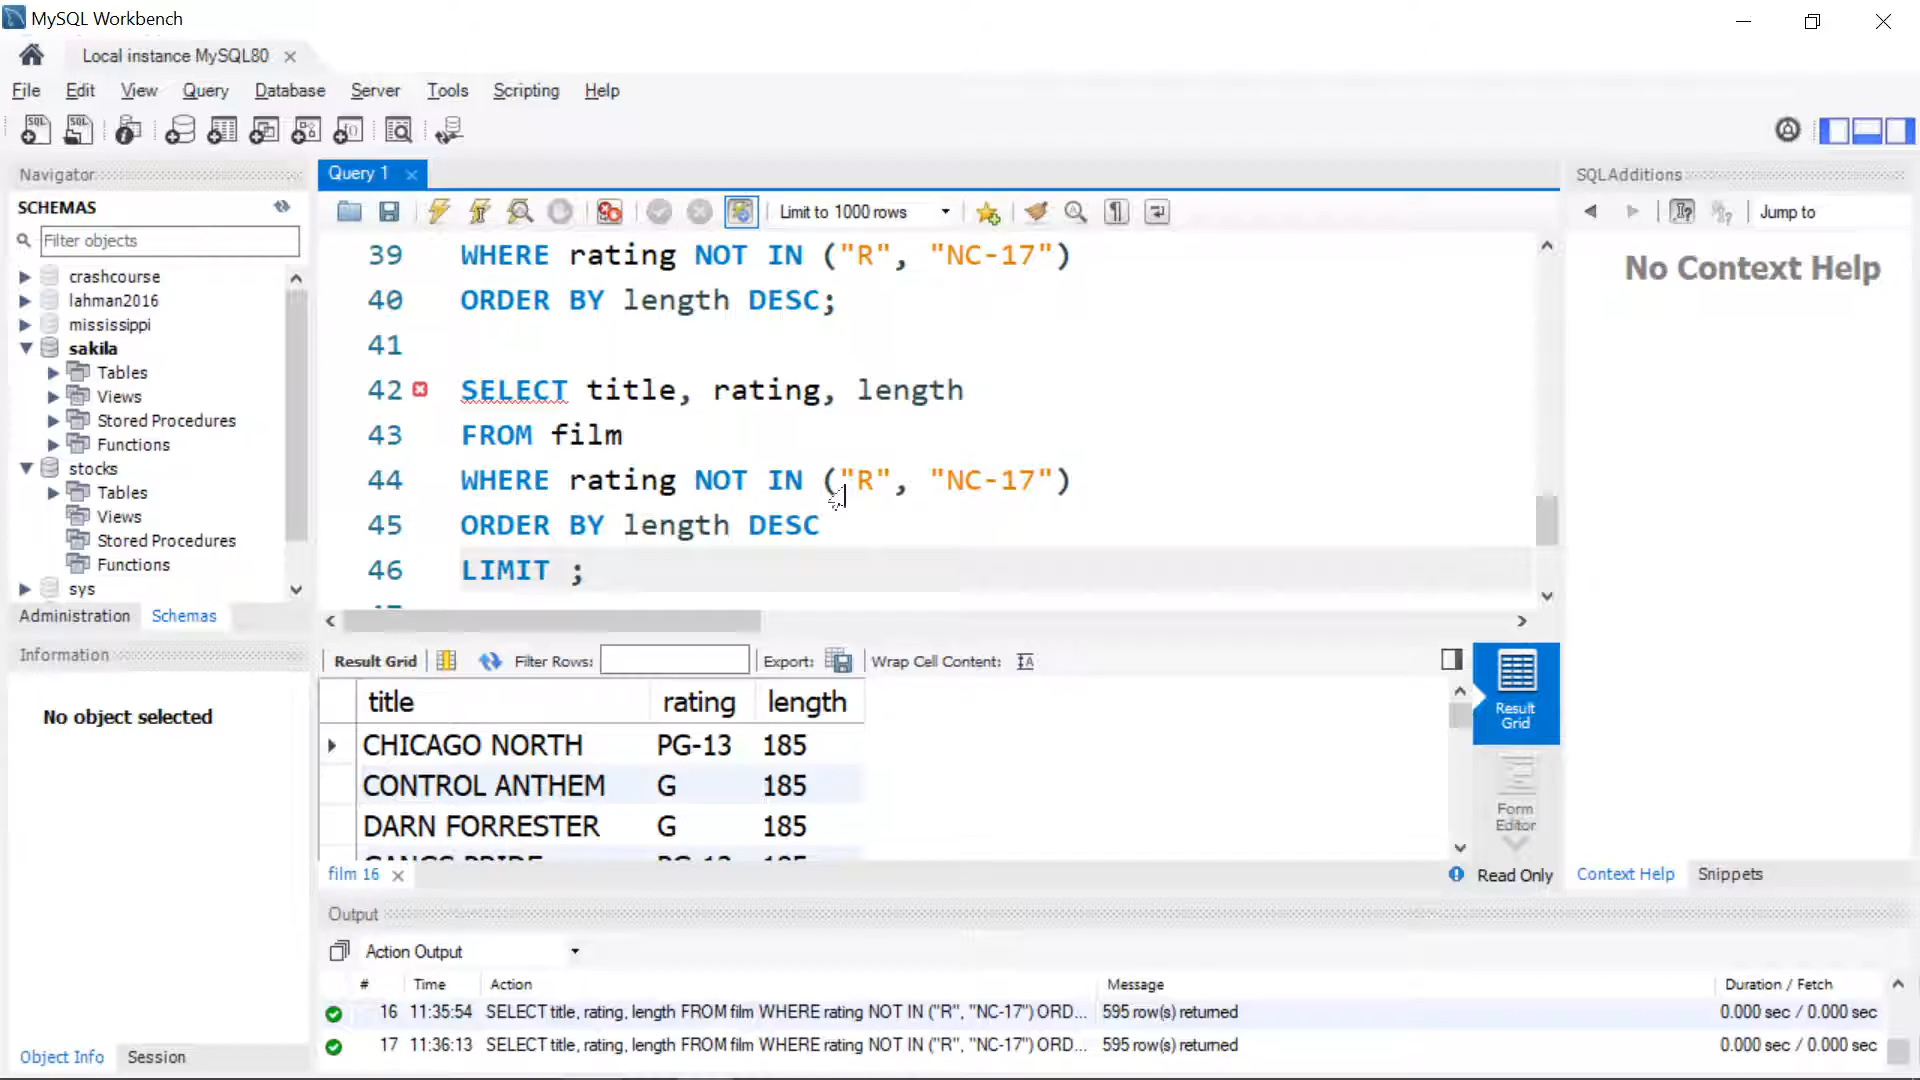 MySQL Workbench
Local instance MySQL80
File Edit View Query Database Server Tools Scripting Help
Navigator
SCHEMAS
Filter objects
crashcourse
lahman2016
mississippi
sakila
Tables
Views
Stored Procedures
Functions
stocks
Tables
Views
Stored Procedures
Functions
sys
Administration Schemas
Information
No object selected
Object Info Session
Query 1
Limit to 1000 rows
39 WHERE rating NOT IN ("R", "NC-17")
40 ORDER BY length DESC;
41
42 SELECT title, rating, length
43 FROM film
44 WHERE rating NOT IN ("R", "NC-17")
45 ORDER BY length DESC
46 LIMIT ;
Result Grid Filter Rows: Export: Wrap Cell Content:
title rating length
CHICAGO NORTH PG-13 185
CONTROL ANTHEM G 185
DARN FORRESTER G 185
Result
Grid
Form
Editor
film 16
Read Only
SQLAdditions
Jump to
No Context Help
Context Help Snippets
Output
Action Output
# Time Action Message Duration / Fetch
16 11:35:54 SELECT title, rating, length FROM film WHERE rating NOT IN ("R", "NC-17") ORD... 595 row(s) returned 0.000 sec / 0.000 sec
17 11:36:13 SELECT title, rating, length FROM film WHERE rating NOT IN ("R", "NC-17") ORD... 595 row(s) returned 0.000 sec / 0.000 sec